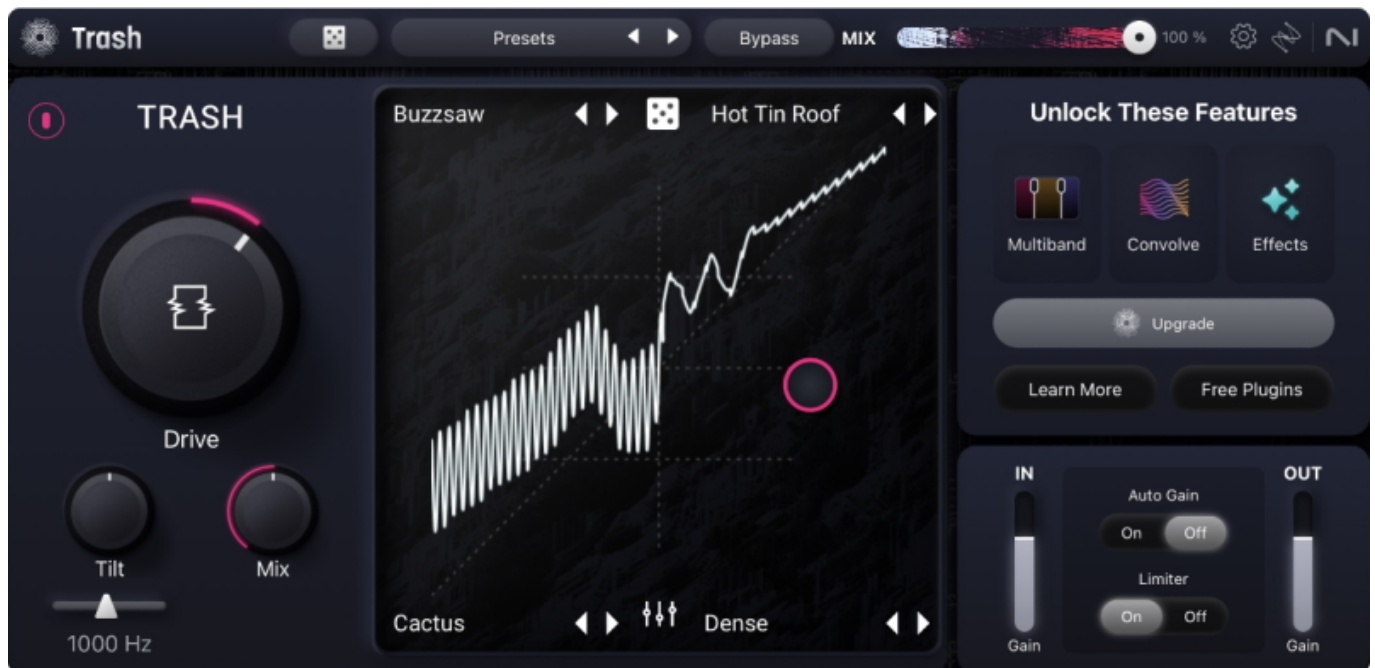 Trash
Presets
Bypass
MIX
100 %
TRASH
Drive
Tilt
Mix
1000 Hz
Buzzsaw
Hot Tin Roof
Cactus
Dense
Unlock These Features
Multiband
Convolve
Effects
Upgrade
Learn More
Free Plugins
IN
Gain
Auto Gain
On Off
Limiter
On Off
OUT
Gain